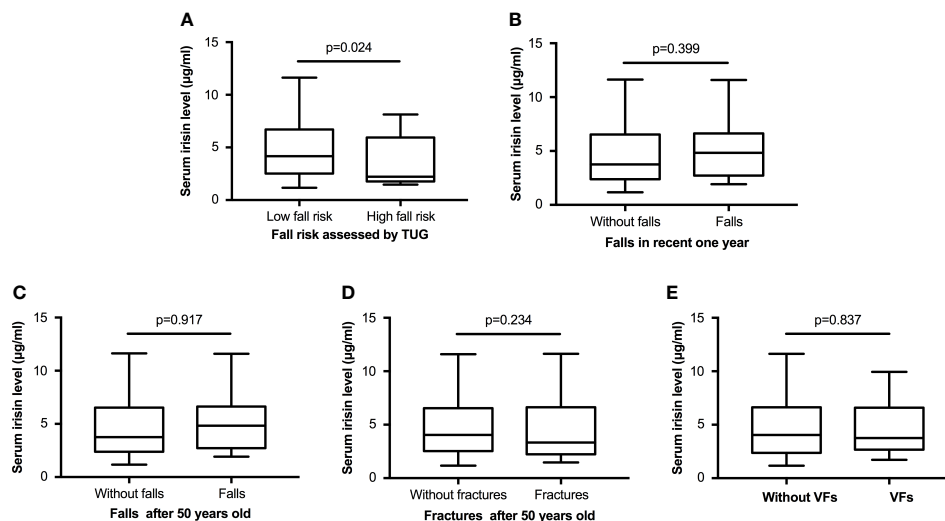 A
Serum irisin level (μg/ml)
15
10
5
0
p=0.024
Low fall risk
High fall risk
Fall risk assessed by TUG
B
Serum irisin level (μg/ml)
15
10
5
0
p=0.399
Without falls
Falls
Falls in recent one year
C
Serum irisin level (μg/ml)
15
10
5
0
p=0.917
Without falls
Falls
Falls after 50 years old
D
Serum irisin level (μg/ml)
15
10
5
0
p=0.234
Without fractures
Fractures
Fractures after 50 years old
E
Serum irisin level (μg/ml)
15
10
5
0
p=0.837
Without VFs
VFs